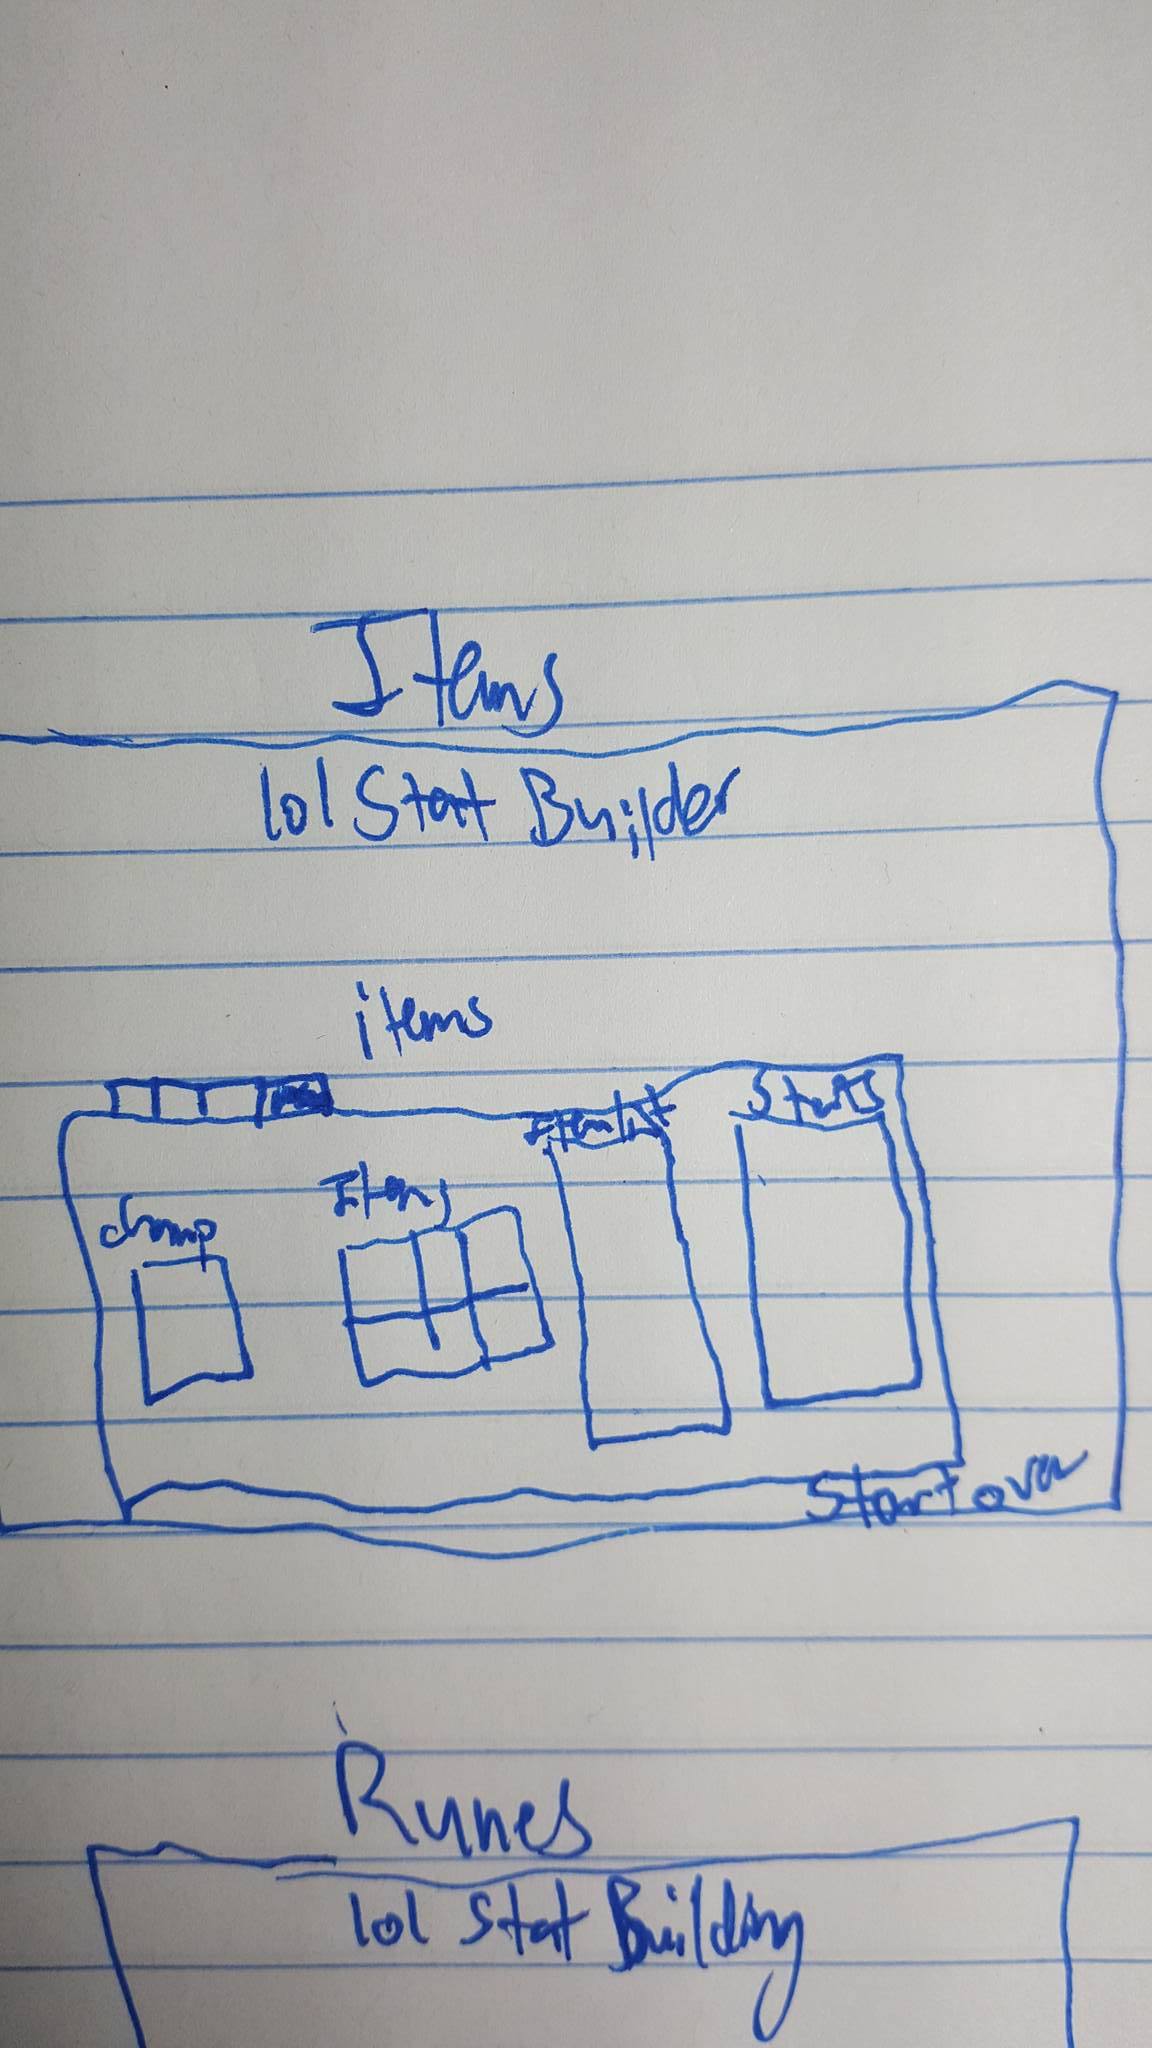 Items
lol Stat Builder
items
Item list
Stats
champ
Items
Start over
Runes
lol Stat Building